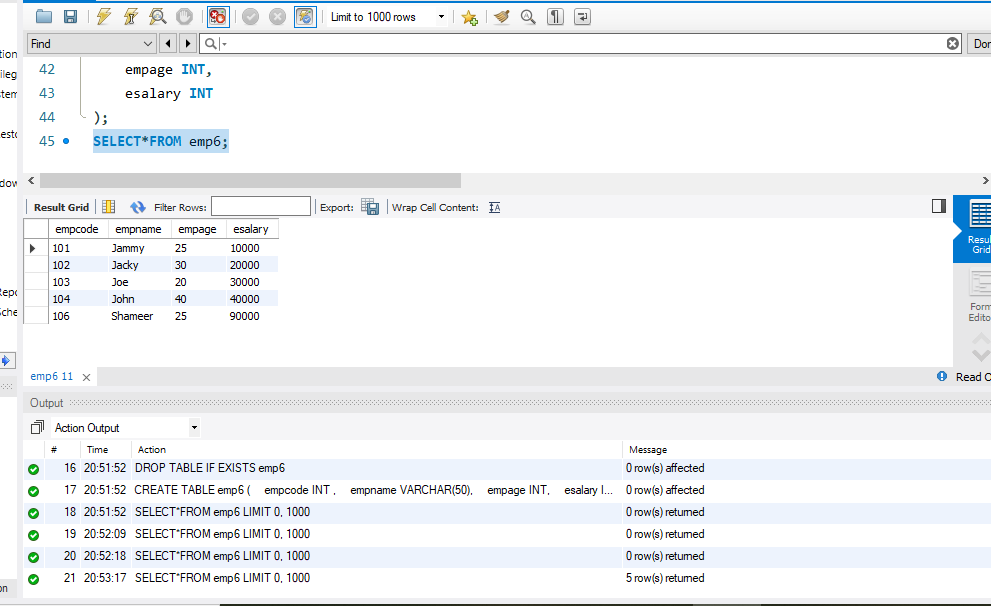 Limit to 1000 rows
Find
Don
tion
ileg
stem
esto
dow
Repo
Sche
on
42 empage INT,
43 esalary INT
44 );
45 SELECT*FROM emp6;
Result Grid Filter Rows: Export: Wrap Cell Content:
empcode empname empage esalary
101 Jammy 25 10000
102 Jacky 30 20000
103 Joe 20 30000
104 John 40 40000
106 Shameer 25 90000
Resul
Grid
Form
Edito
emp6 11
Read O
Output
Action Output
# Time Action Message
16 20:51:52 DROP TABLE IF EXISTS emp6 0 row(s) affected
17 20:51:52 CREATE TABLE emp6 ( empcode INT , empname VARCHAR(50), empage INT, esalary I... 0 row(s) affected
18 20:51:52 SELECT*FROM emp6 LIMIT 0, 1000 0 row(s) returned
19 20:52:09 SELECT*FROM emp6 LIMIT 0, 1000 0 row(s) returned
20 20:52:18 SELECT*FROM emp6 LIMIT 0, 1000 0 row(s) returned
21 20:53:17 SELECT*FROM emp6 LIMIT 0, 1000 5 row(s) returned